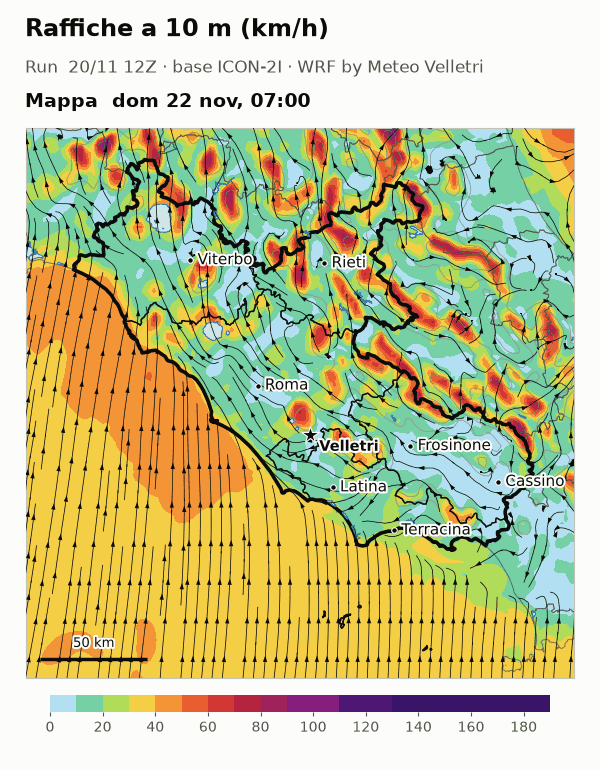 Raffiche a 10 m (km/h)
Run  20/11 12Z · base ICON-2I · WRF by Meteo Velletri
Mappa  dom 22 nov, 07:00
Viterbo
Rieti
Roma
Velletri
Frosinone
Cassino
Latina
Terracina
50 km
0 20 40 60 80 100 120 140 160 180